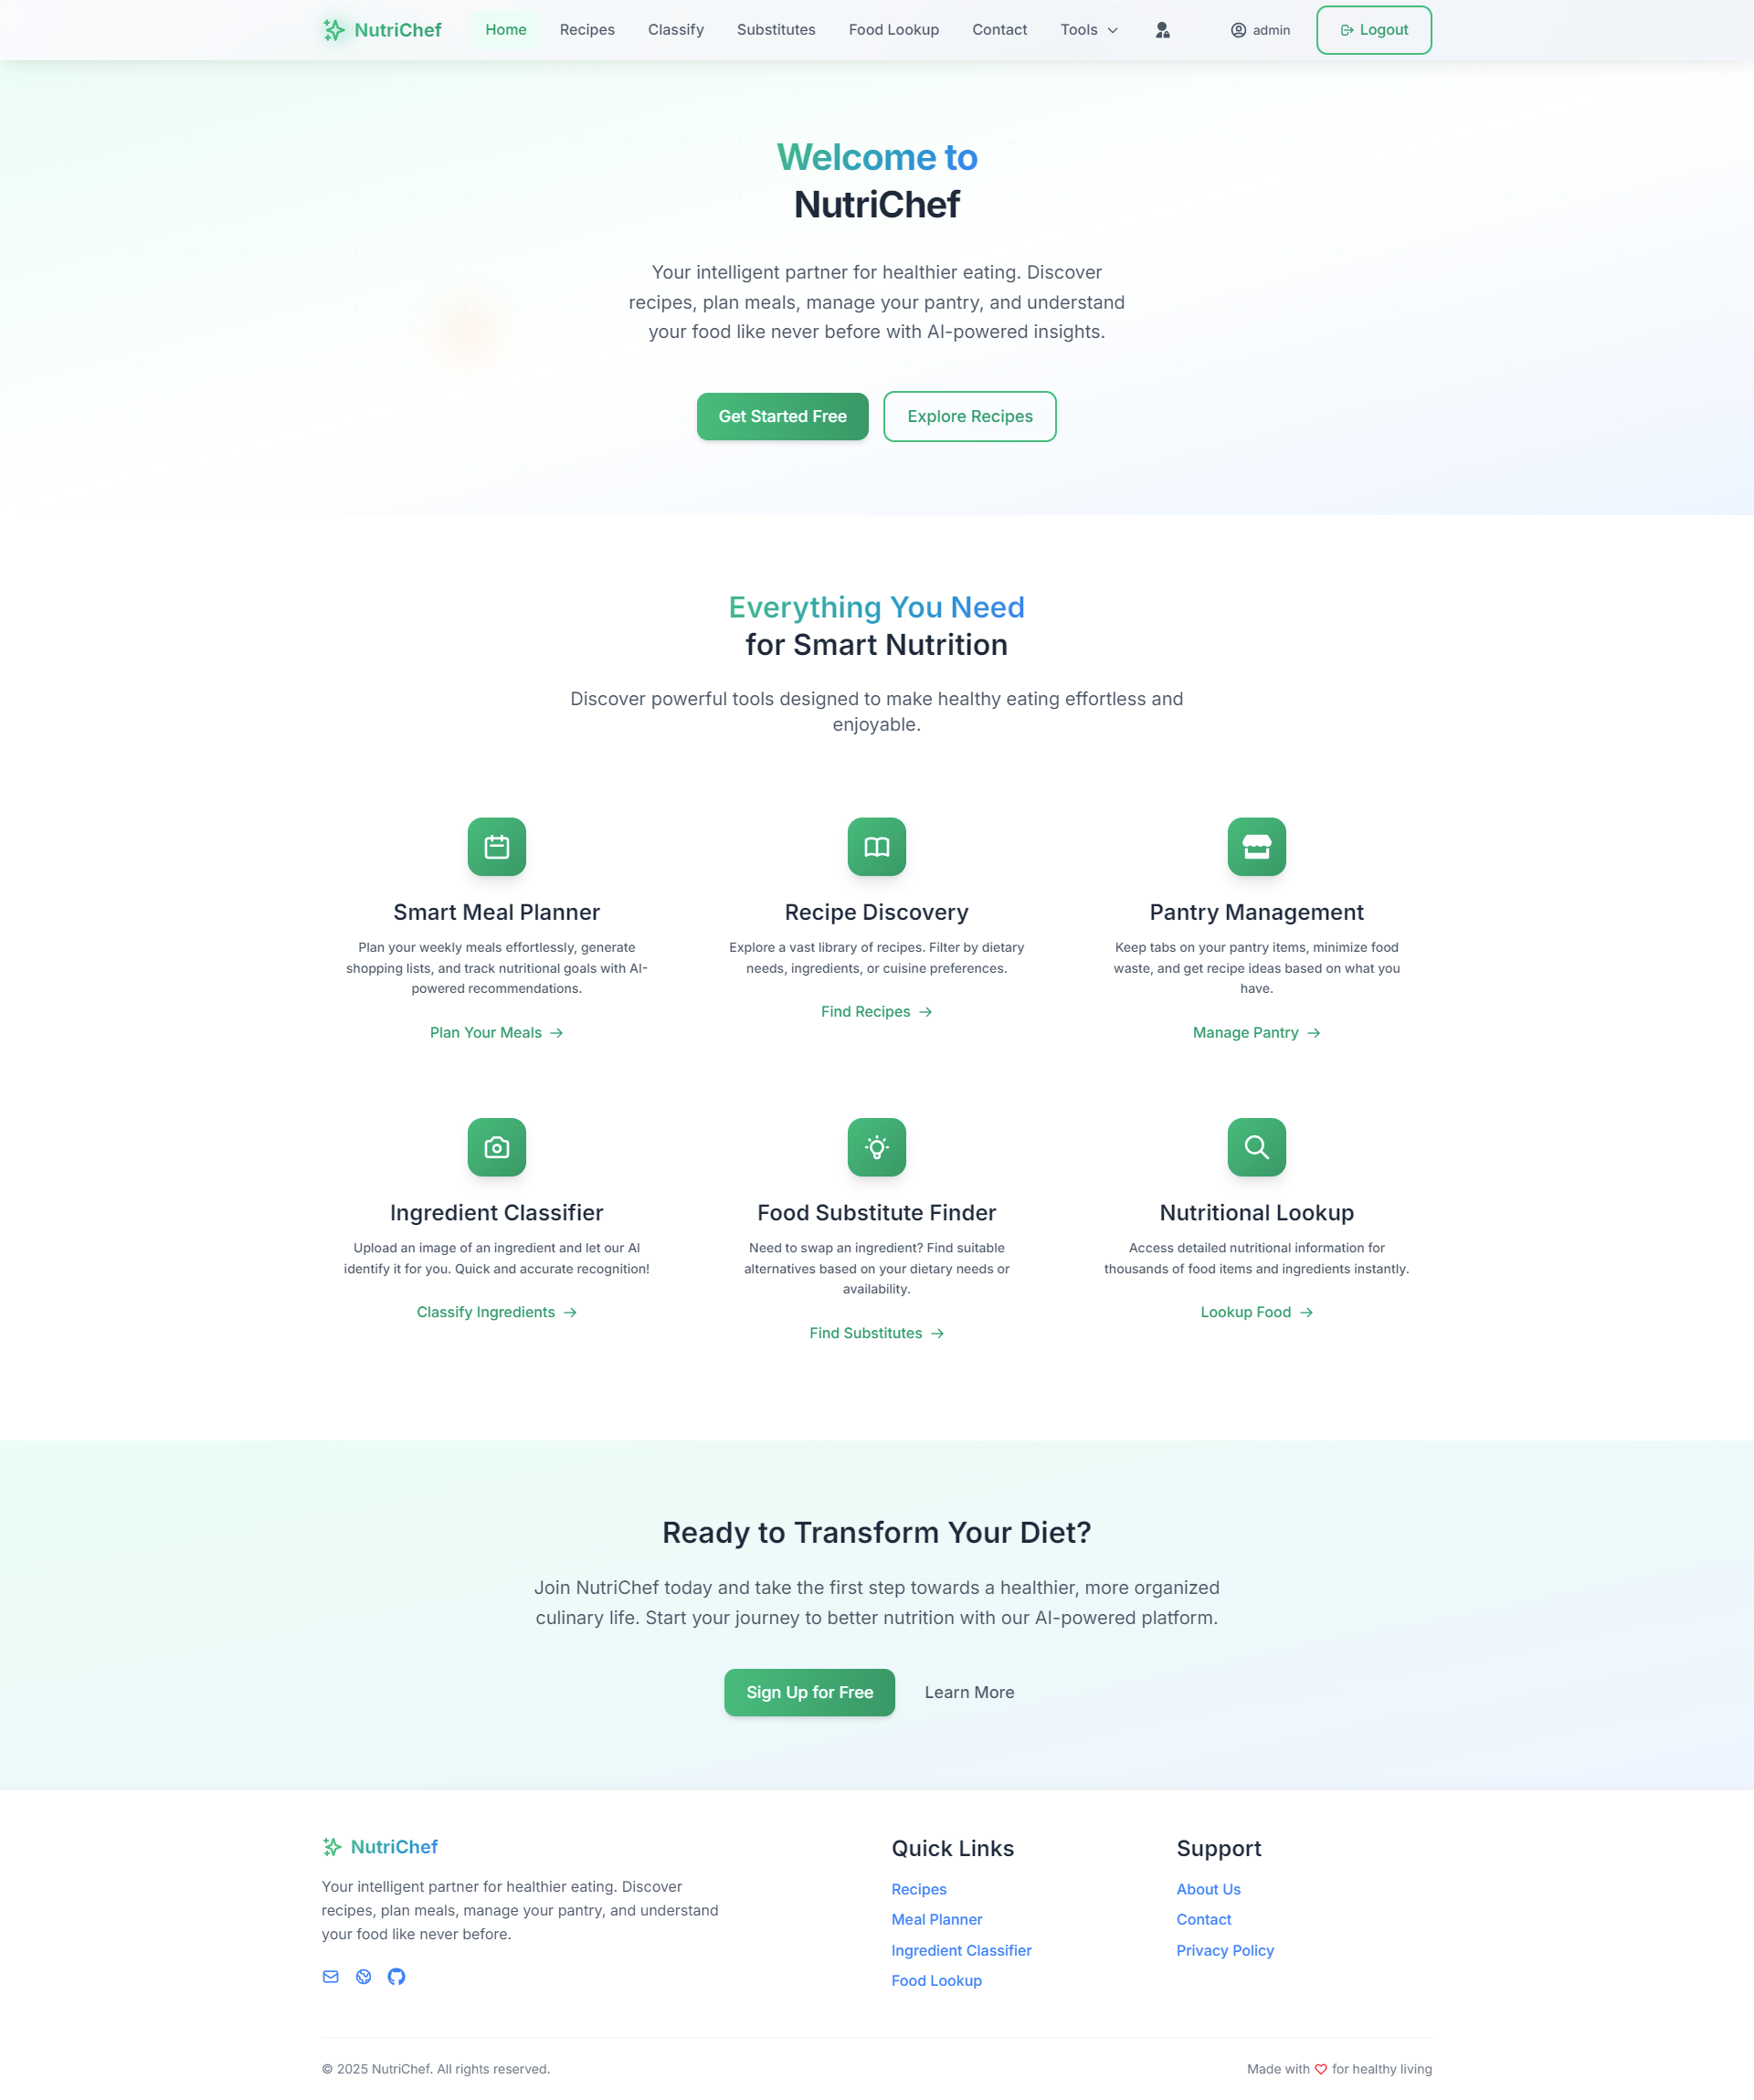 NutriChef Home Recipes Classify Substitutes Food Lookup Contact Tools admin Logout
Welcome to
NutriChef
Your intelligent partner for healthier eating. Discover
recipes, plan meals, manage your pantry, and understand
your food like never before with AI-powered insights.
Get Started Free Explore Recipes
Everything You Need
for Smart Nutrition
Discover powerful tools designed to make healthy eating effortless and
enjoyable.
Smart Meal Planner
Plan your weekly meals effortlessly, generate
shopping lists, and track nutritional goals with AI-
powered recommendations.
Plan Your Meals
Recipe Discovery
Explore a vast library of recipes. Filter by dietary
needs, ingredients, or cuisine preferences.
Find Recipes
Pantry Management
Keep tabs on your pantry items, minimize food
waste, and get recipe ideas based on what you
have.
Manage Pantry
Ingredient Classifier
Upload an image of an ingredient and let our AI
identify it for you. Quick and accurate recognition!
Classify Ingredients
Food Substitute Finder
Need to swap an ingredient? Find suitable
alternatives based on your dietary needs or
availability.
Find Substitutes
Nutritional Lookup
Access detailed nutritional information for
thousands of food items and ingredients instantly.
Lookup Food
Ready to Transform Your Diet?
Join NutriChef today and take the first step towards a healthier, more organized
culinary life. Start your journey to better nutrition with our AI-powered platform.
Sign Up for Free Learn More
NutriChef
Your intelligent partner for healthier eating. Discover
recipes, plan meals, manage your pantry, and understand
your food like never before.
Quick Links
Recipes
Meal Planner
Ingredient Classifier
Food Lookup
Support
About Us
Contact
Privacy Policy
© 2025 NutriChef. All rights reserved.
Made with for healthy living